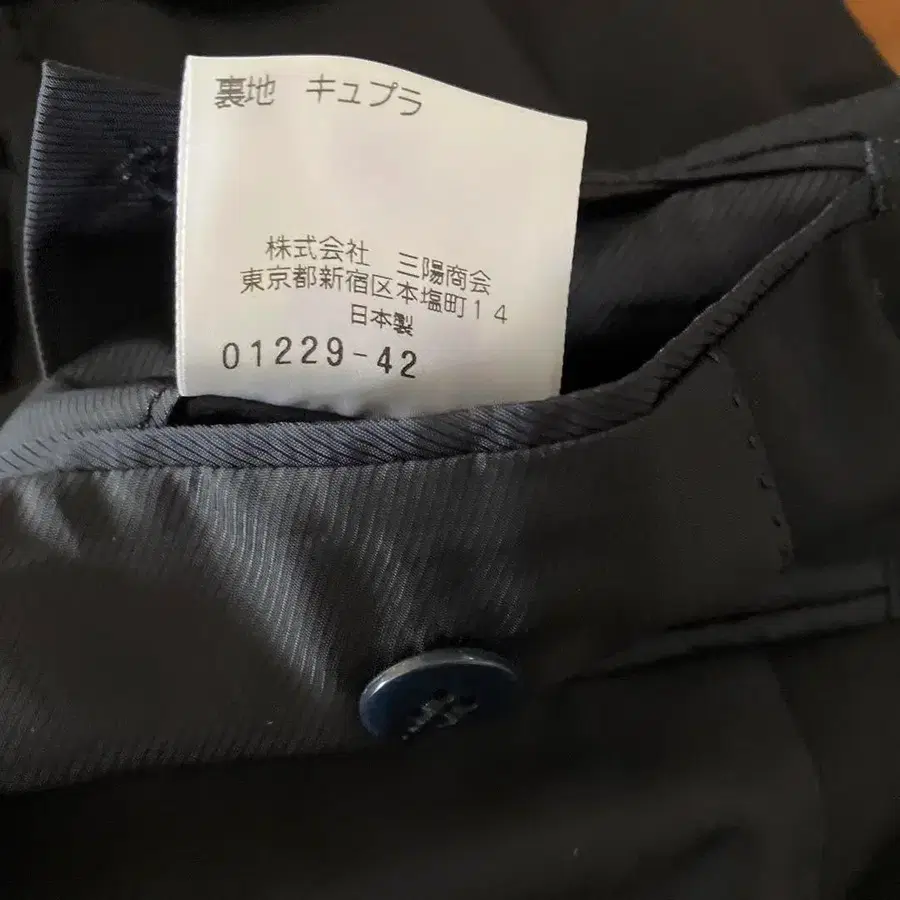 裏地 キュプラ
株式会社 三陽商会
東京都新宿区本塩町14
日本製
01229-42